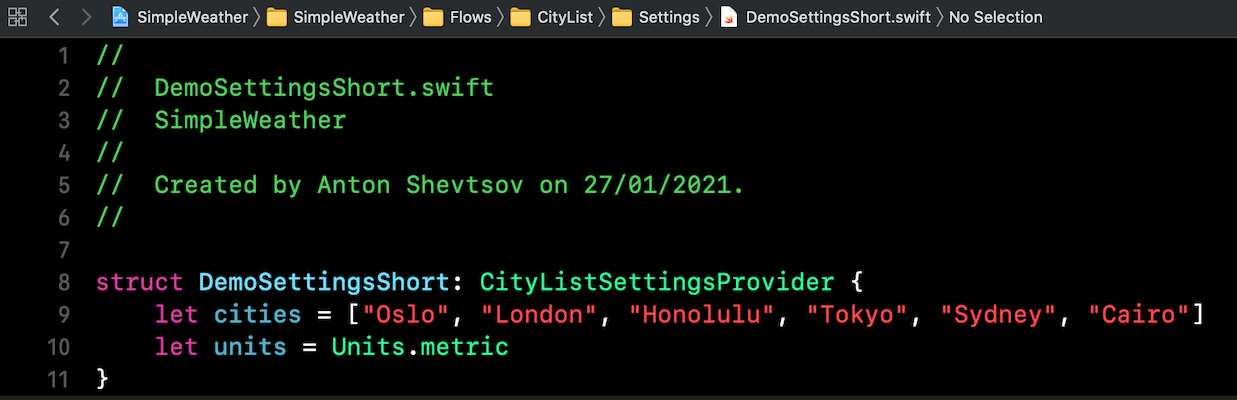 SimpleWeather 〉 SimpleWeather 〉 Flows 〉 CityList 〉 Settings 〉 DemoSettingsShort.swift 〉 No Selection
1 //
2 //  DemoSettingsShort.swift
3 //  SimpleWeather
4 //
5 //  Created by Anton Shevtsov on 27/01/2021.
6 //
7
8 struct DemoSettingsShort: CityListSettingsProvider {
9     let cities = ["Oslo", "London", "Honolulu", "Tokyo", "Sydney", "Cairo"]
10     let units = Units.metric
11 }